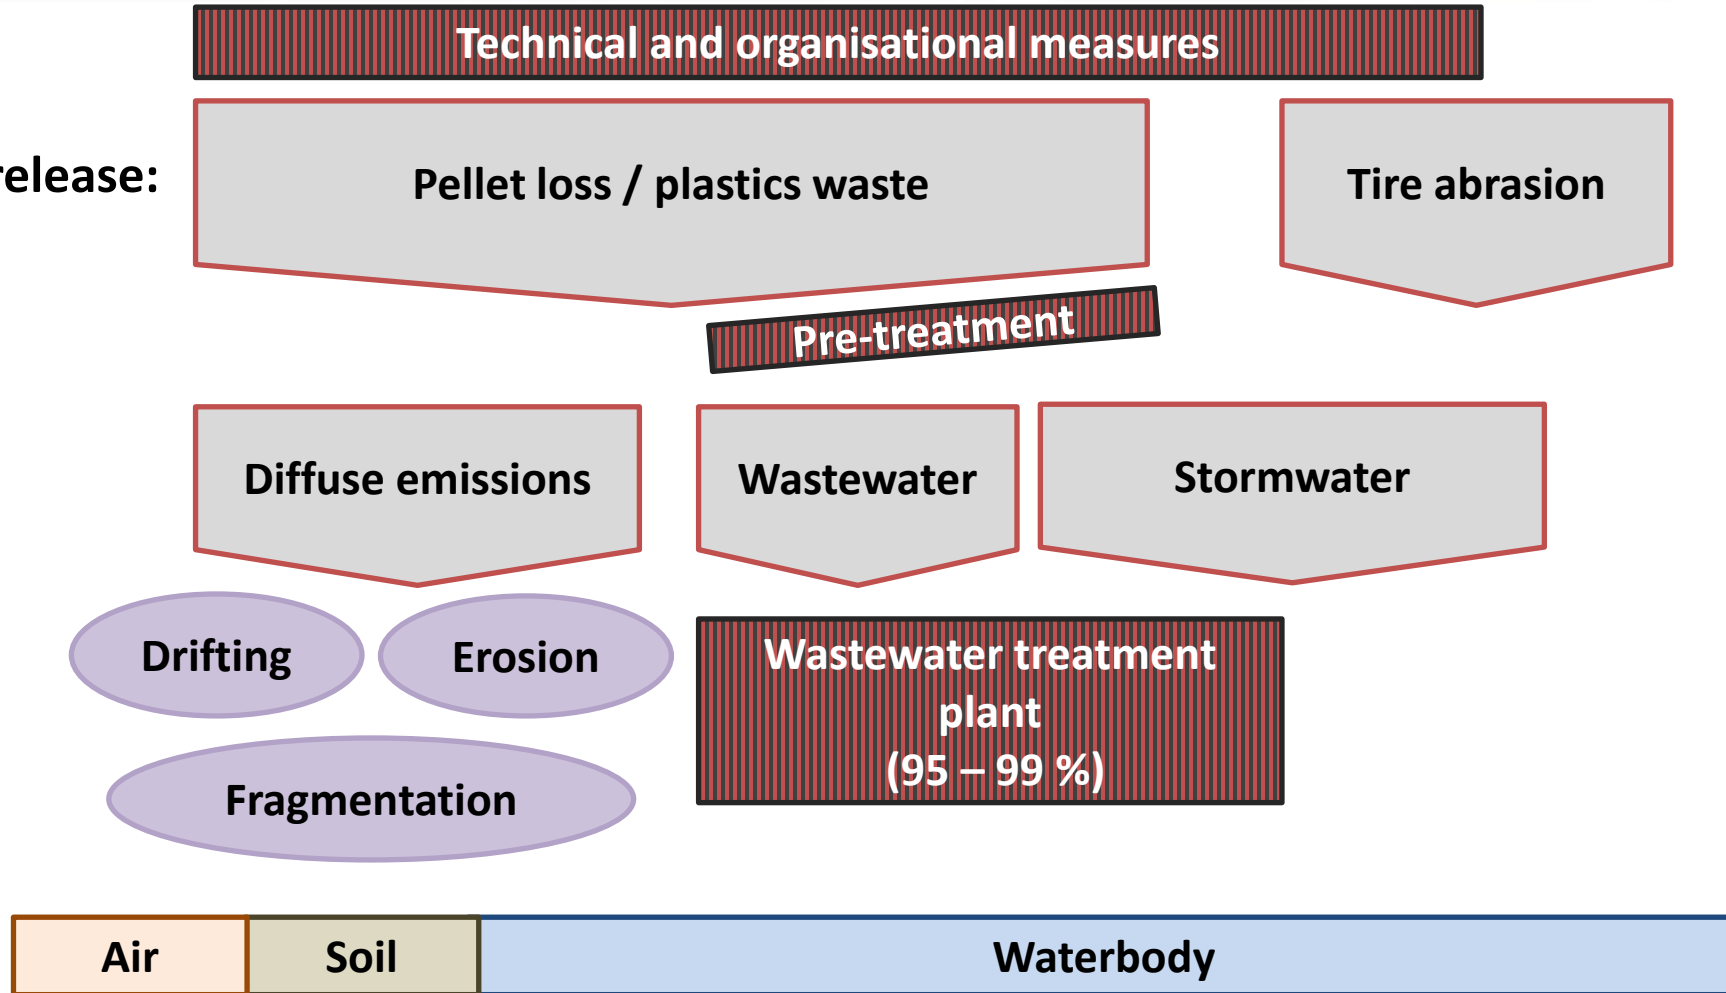 Technical and organisational measures
release:
Pellet loss / plastics waste
Tire abrasion
Pre-treatment
Diffuse emissions
Wastewater
Stormwater
Drifting
Erosion
Wastewater treatment
plant
(95 – 99 %)
Fragmentation
Air
Soil
Waterbody